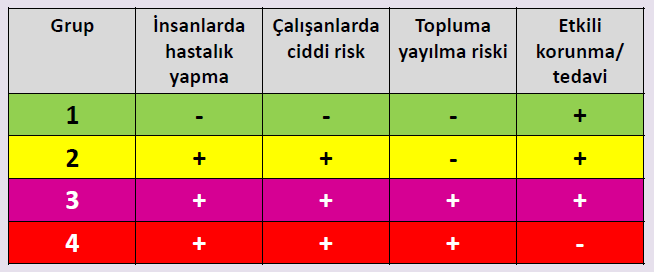 Grup İnsanlarda hastalık yapma Çalışanlarda ciddi risk Topluma yayılma riski Etkili korunma/ tedavi
1 - - - +
2 + + - +
3 + + + +
4 + + + -